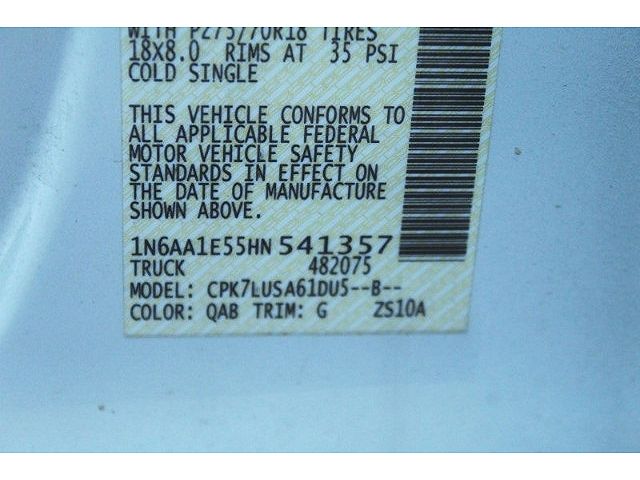 WITH P275/70R18 TIRES
18X8.0 RIMS AT 35 PSI
COLD SINGLE
THIS VEHICLE CONFORMS TO
ALL APPLICABLE FEDERAL
MOTOR VEHICLE SAFETY
STANDARDS IN EFFECT ON
THE DATE OF MANUFACTURE
SHOWN ABOVE.
1N6AA1E55HN541357
TRUCK 482075
MODEL: CPK7LUSA61DU5--B--
COLOR: QAB TRIM: G ZS10A